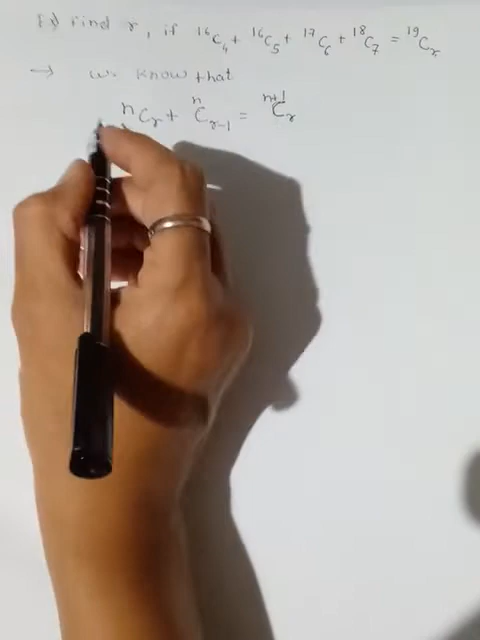 Ex) Find r, if ¹⁶C₄ + ¹⁶C₅ + ¹⁷C₆ + ¹⁸C₇ = ¹⁹Cᵣ
→ we know that
ⁿCᵣ + ⁿCᵣ₋₁ = ⁿ⁺¹Cᵣ